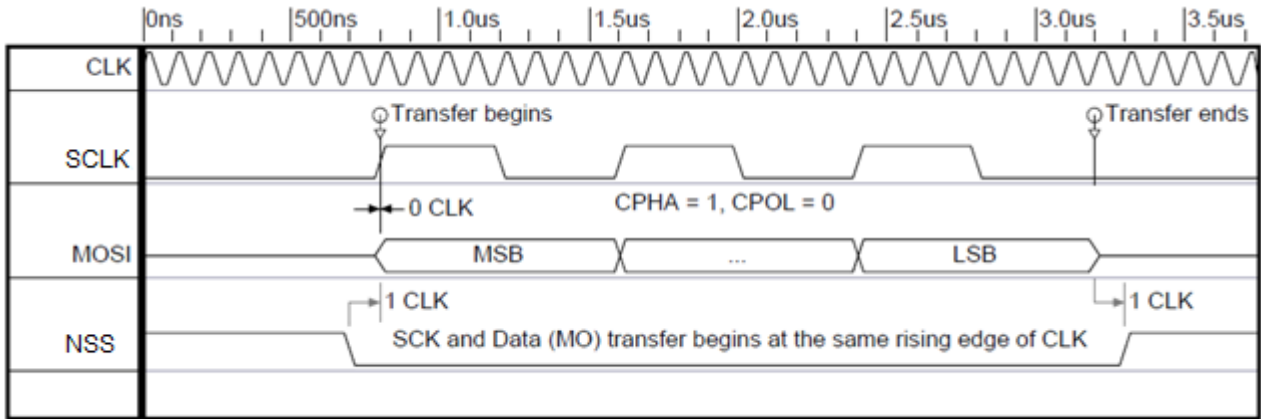 0ns 500ns 1.0us 1.5us 2.0us 2.5us 3.0us 3.5us
CLK
Transfer begins Transfer ends
SCLK
0 CLK CPHA = 1, CPOL = 0
MOSI MSB ... LSB
1 CLK 1 CLK
NSS SCK and Data (MO) transfer begins at the same rising edge of CLK